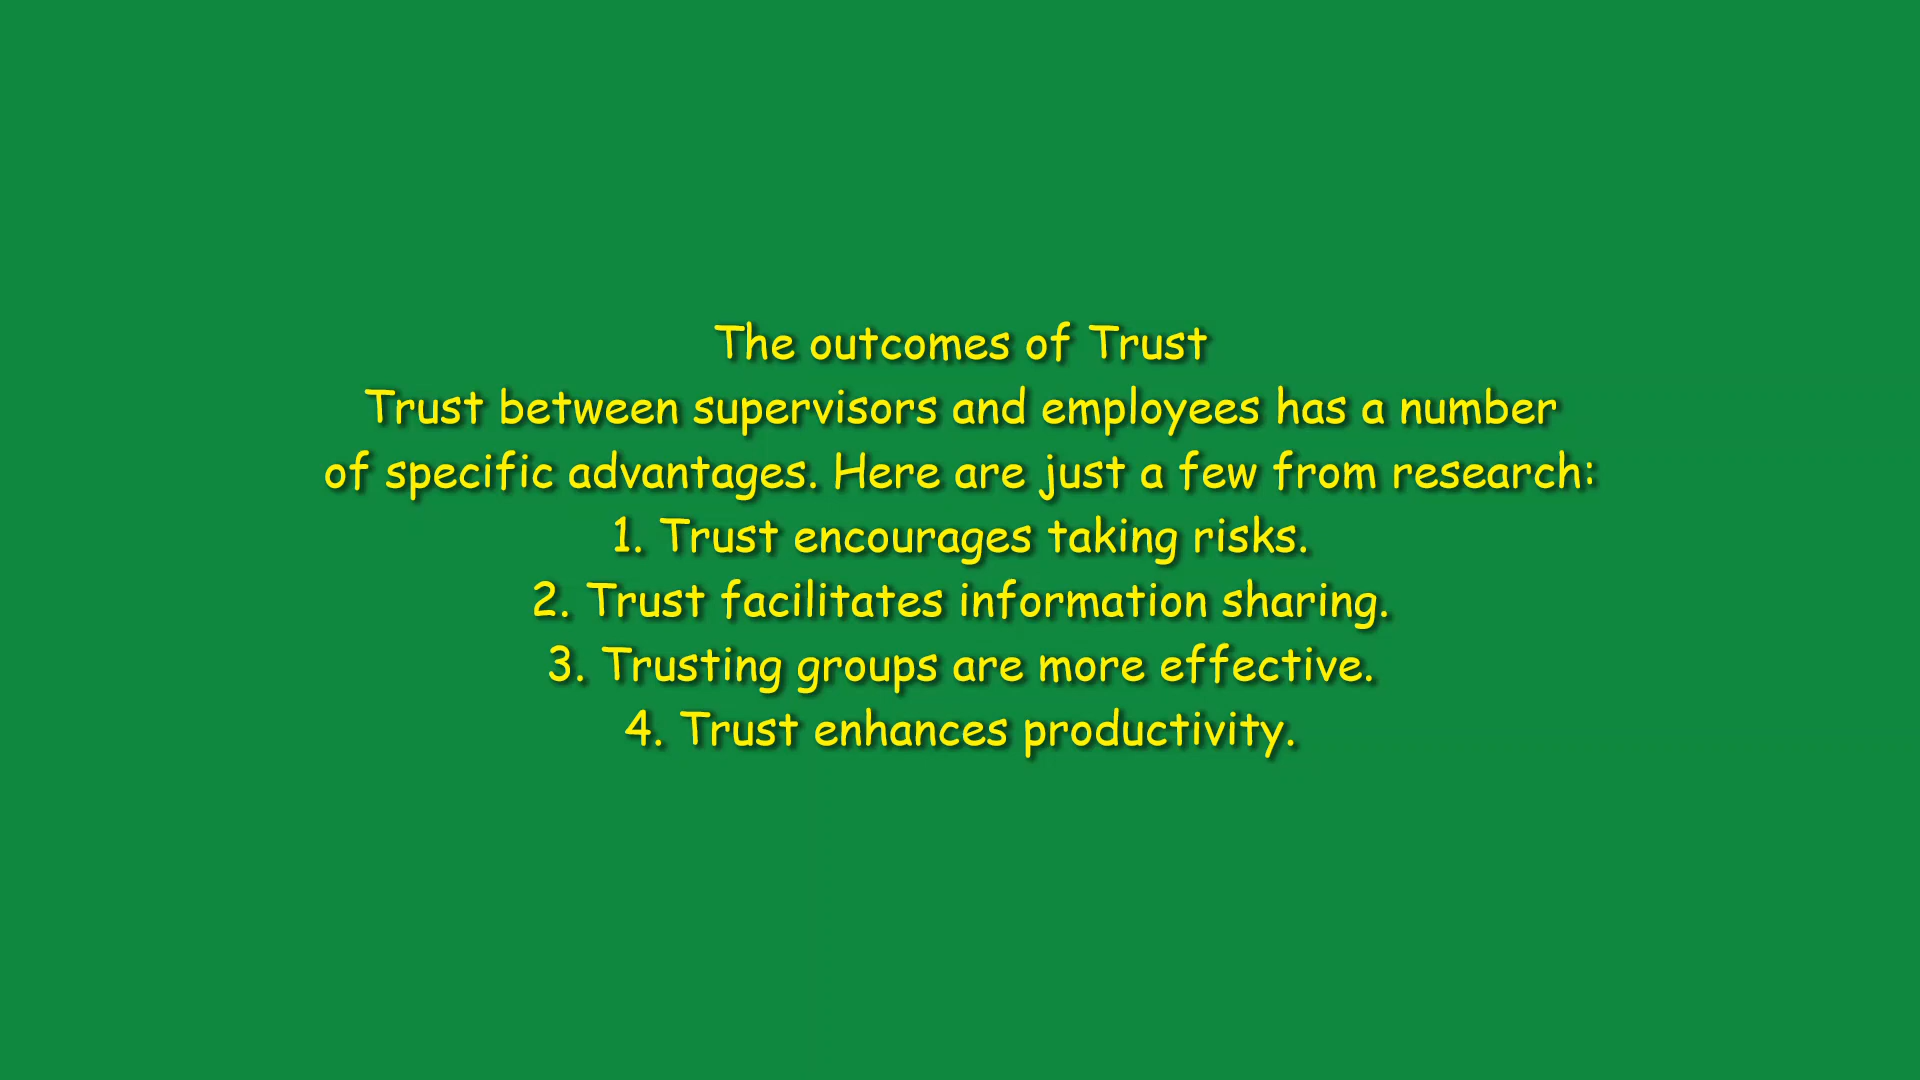 The outcomes of Trust
Trust between supervisors and employees has a number
of specific advantages. Here are just a few from research:
1. Trust encourages taking risks.
2. Trust facilitates information sharing.
3. Trusting groups are more effective.
4. Trust enhances productivity.